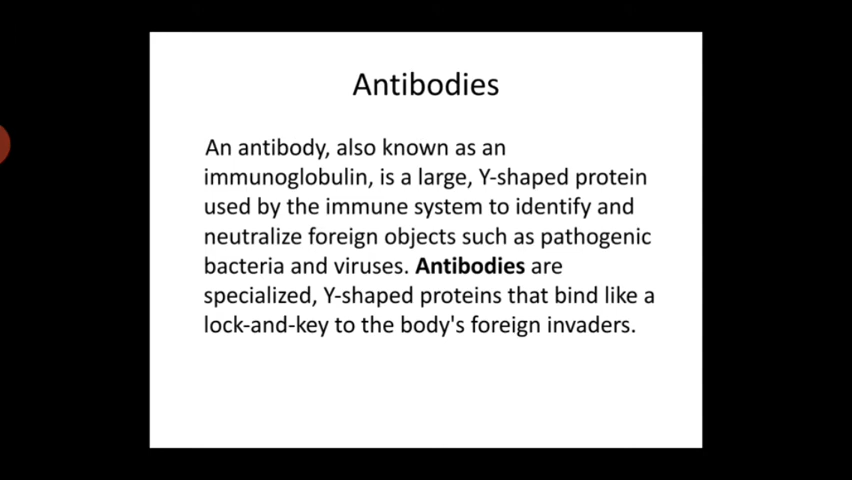 Antibodies
An antibody, also known as an
immunoglobulin, is a large, Y-shaped protein
used by the immune system to identify and
neutralize foreign objects such as pathogenic
bacteria and viruses. Antibodies are
specialized, Y-shaped proteins that bind like a
lock-and-key to the body's foreign invaders.